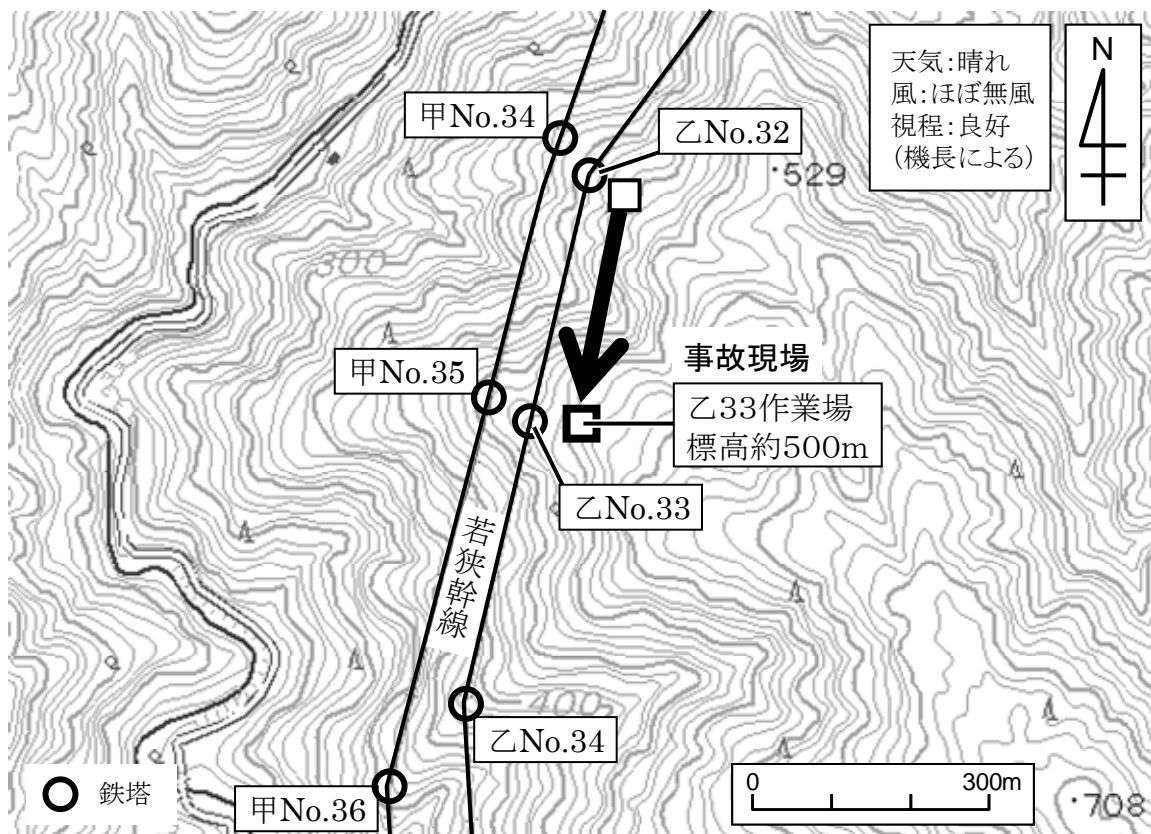 天気:晴れ
風:ほぼ無風
視程:良好
(機長による)
N
甲No.34
乙No.32
・529
300
甲No.35
事故現場
乙33作業場
標高約500m
乙No.33
若狭幹線
400
乙No.34
甲No.36
鉄塔
0 300m
・708